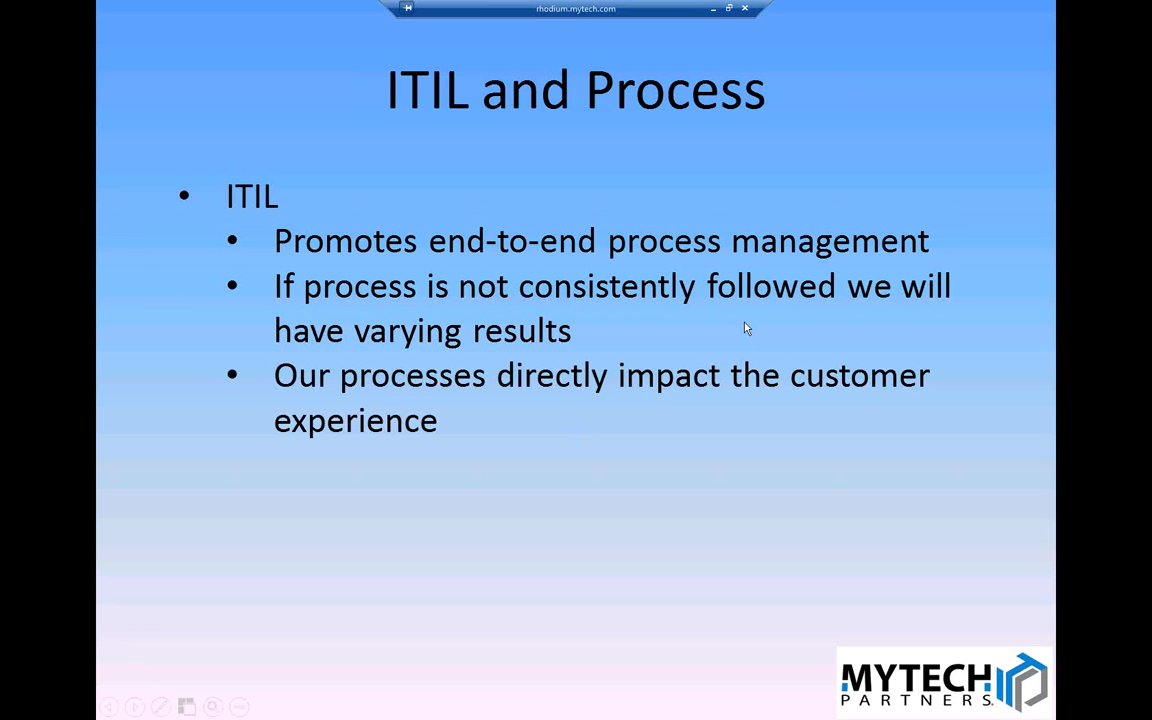 rhodium.mytech.com
ITIL and Process
• ITIL
• Promotes end-to-end process management
• If process is not consistently followed we will
have varying results
• Our processes directly impact the customer
experience
MYTECH
PARTNERS